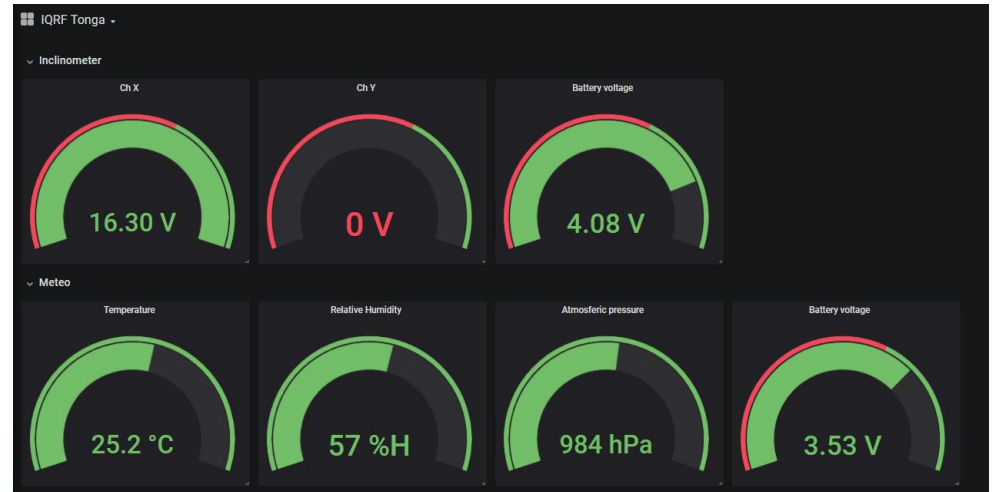 IQRF Tonga
Inclinometer
Ch X
Ch Y
Battery voltage
16.30 V
0 V
4.08 V
Meteo
Temperature
Relative Humidity
Atmosferic pressure
Battery voltage
25.2 °C
57 %H
984 hPa
3.53 V